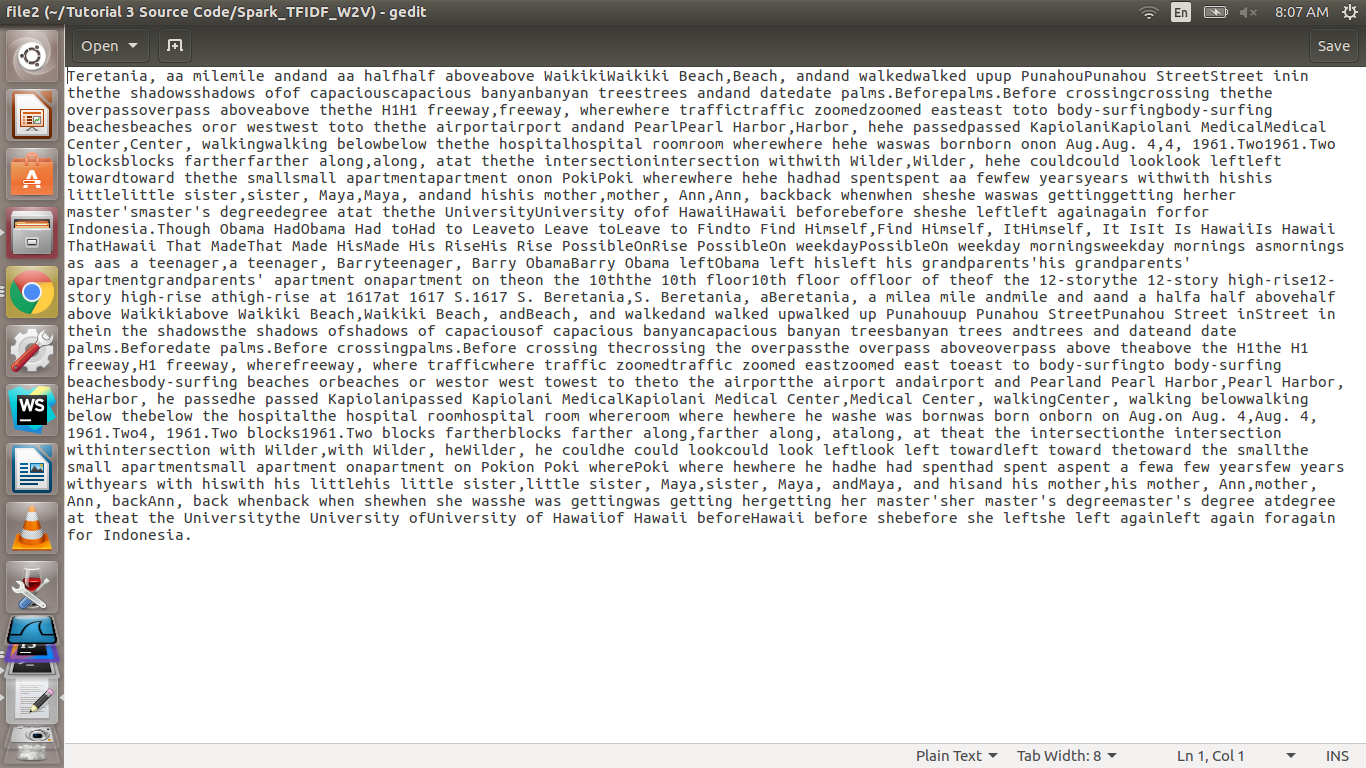 file2 (~/Tutorial 3 Source Code/Spark_TFIDF_W2V) - gedit
En
8:07 AM
Open
Save
Teretania, aa milemile andand aa halfhalf aboveabove WaikikiWaikiki Beach,Beach, andand walkedwalked upup PunahouPunahou StreetStreet inin
thethe shadowsshadows ofof capaciouscapacious banyanbanyan treestrees andand datedate palms.Beforepalms.Before crossingcrossing thethe
overpassoverpass aboveabove thethe H1H1 freeway,freeway, wherewhere traffictraffic zoomedzoomed easteast toto body-surfingbody-surfing
beachesbeaches oror westwest toto thethe airportairport andand PearlPearl Harbor,Harbor, hehe passedpassed KapiolaniKapiolani MedicalMedical
Center,Center, walkingwalking belowbelow thethe hospitalhospital roomroom wherewhere hehe waswas bornborn onon Aug.Aug. 4,4, 1961.Two1961.Two
blocksblocks fartherfarther along,along, atat thethe intersectionintersection withwith Wilder,Wilder, hehe couldcould looklook leftleft
towardtoward thethe smallsmall apartmentapartment onon PokiPoki wherewhere hehe hadhad spentspent aa fewfew yearsyears withwith hishis
littlelittle sister,sister, Maya,Maya, andand hishis mother,mother, Ann,Ann, backback whenwhen sheshe waswas gettinggetting herher
master'smaster's degreedegree atat thethe UniversityUniversity ofof HawaiiHawaii beforebefore sheshe leftleft againagain forfor
Indonesia.Though Obama HadObama Had toHad to Leaveto Leave toLeave to Findto Find Himself,Find Himself, ItHimself, It IsIt Is HawaiiIs Hawaii
ThatHawaii That MadeThat Made HisMade His RiseHis Rise PossibleOnRise PossibleOn weekdayPossibleOn weekday morningsweekday mornings asmornings
as aas a teenager,a teenager, Barryteenager, Barry ObamaBarry Obama leftObama left hisleft his grandparents'his grandparents'
apartmentgrandparents' apartment onapartment on theon the 10ththe 10th floor10th floor offloor of theof the 12-storythe 12-story high-rise12-
story high-rise athigh-rise at 1617at 1617 S.1617 S. Beretania,S. Beretania, aBeretania, a milea mile andmile and aand a halfa half abovehalf
above Waikikiabove Waikiki Beach,Waikiki Beach, andBeach, and walkedand walked upwalked up Punahouup Punahou StreetPunahou Street inStreet in
thein the shadowsthe shadows ofshadows of capaciousof capacious banyancapacious banyan treesbanyan trees andtrees and dateand date
palms.Beforedate palms.Before crossingpalms.Before crossing thecrossing the overpassthe overpass aboveoverpass above theabove the H1the H1
freeway,H1 freeway, wherefreeway, where trafficwhere traffic zoomedtraffic zoomed eastzoomed east toeast to body-surfingto body-surfing
beachesbody-surfing beaches orbeaches or westor west towest to theto the airportthe airport andairport and Pearland Pearl Harbor,Pearl Harbor,
heHarbor, he passedhe passed Kapiolanipassed Kapiolani MedicalKapiolani Medical Center,Medical Center, walkingCenter, walking belowwalking
below thebelow the hospitalthe hospital roomhospital room whereroom where hewhere he washe was bornwas born onborn on Aug.on Aug. 4,Aug. 4,
1961.Two4, 1961.Two blocks1961.Two blocks fartherblocks farther along,farther along, atalong, at theat the intersectionthe intersection
withintersection with Wilder,with Wilder, heWilder, he couldhe could lookcould look leftlook left towardleft toward thetoward the smallthe
small apartmentsmall apartment onapartment on Pokion Poki wherePoki where hewhere he hadhe had spenthad spent aspent a fewa few yearsfew years
withyears with hiswith his littlehis little sister,little sister, Maya,sister, Maya, andMaya, and hisand his mother,his mother, Ann,mother,
Ann, backAnn, back whenback when shewhen she wasshe was gettingwas getting hergetting her master'sher master's degreemaster's degree atdegree
at theat the Universitythe University ofUniversity of Hawaiiof Hawaii beforeHawaii before shebefore she leftshe left againleft again foragain
for Indonesia.
Plain Text
Tab Width: 8
Ln 1, Col 1
INS